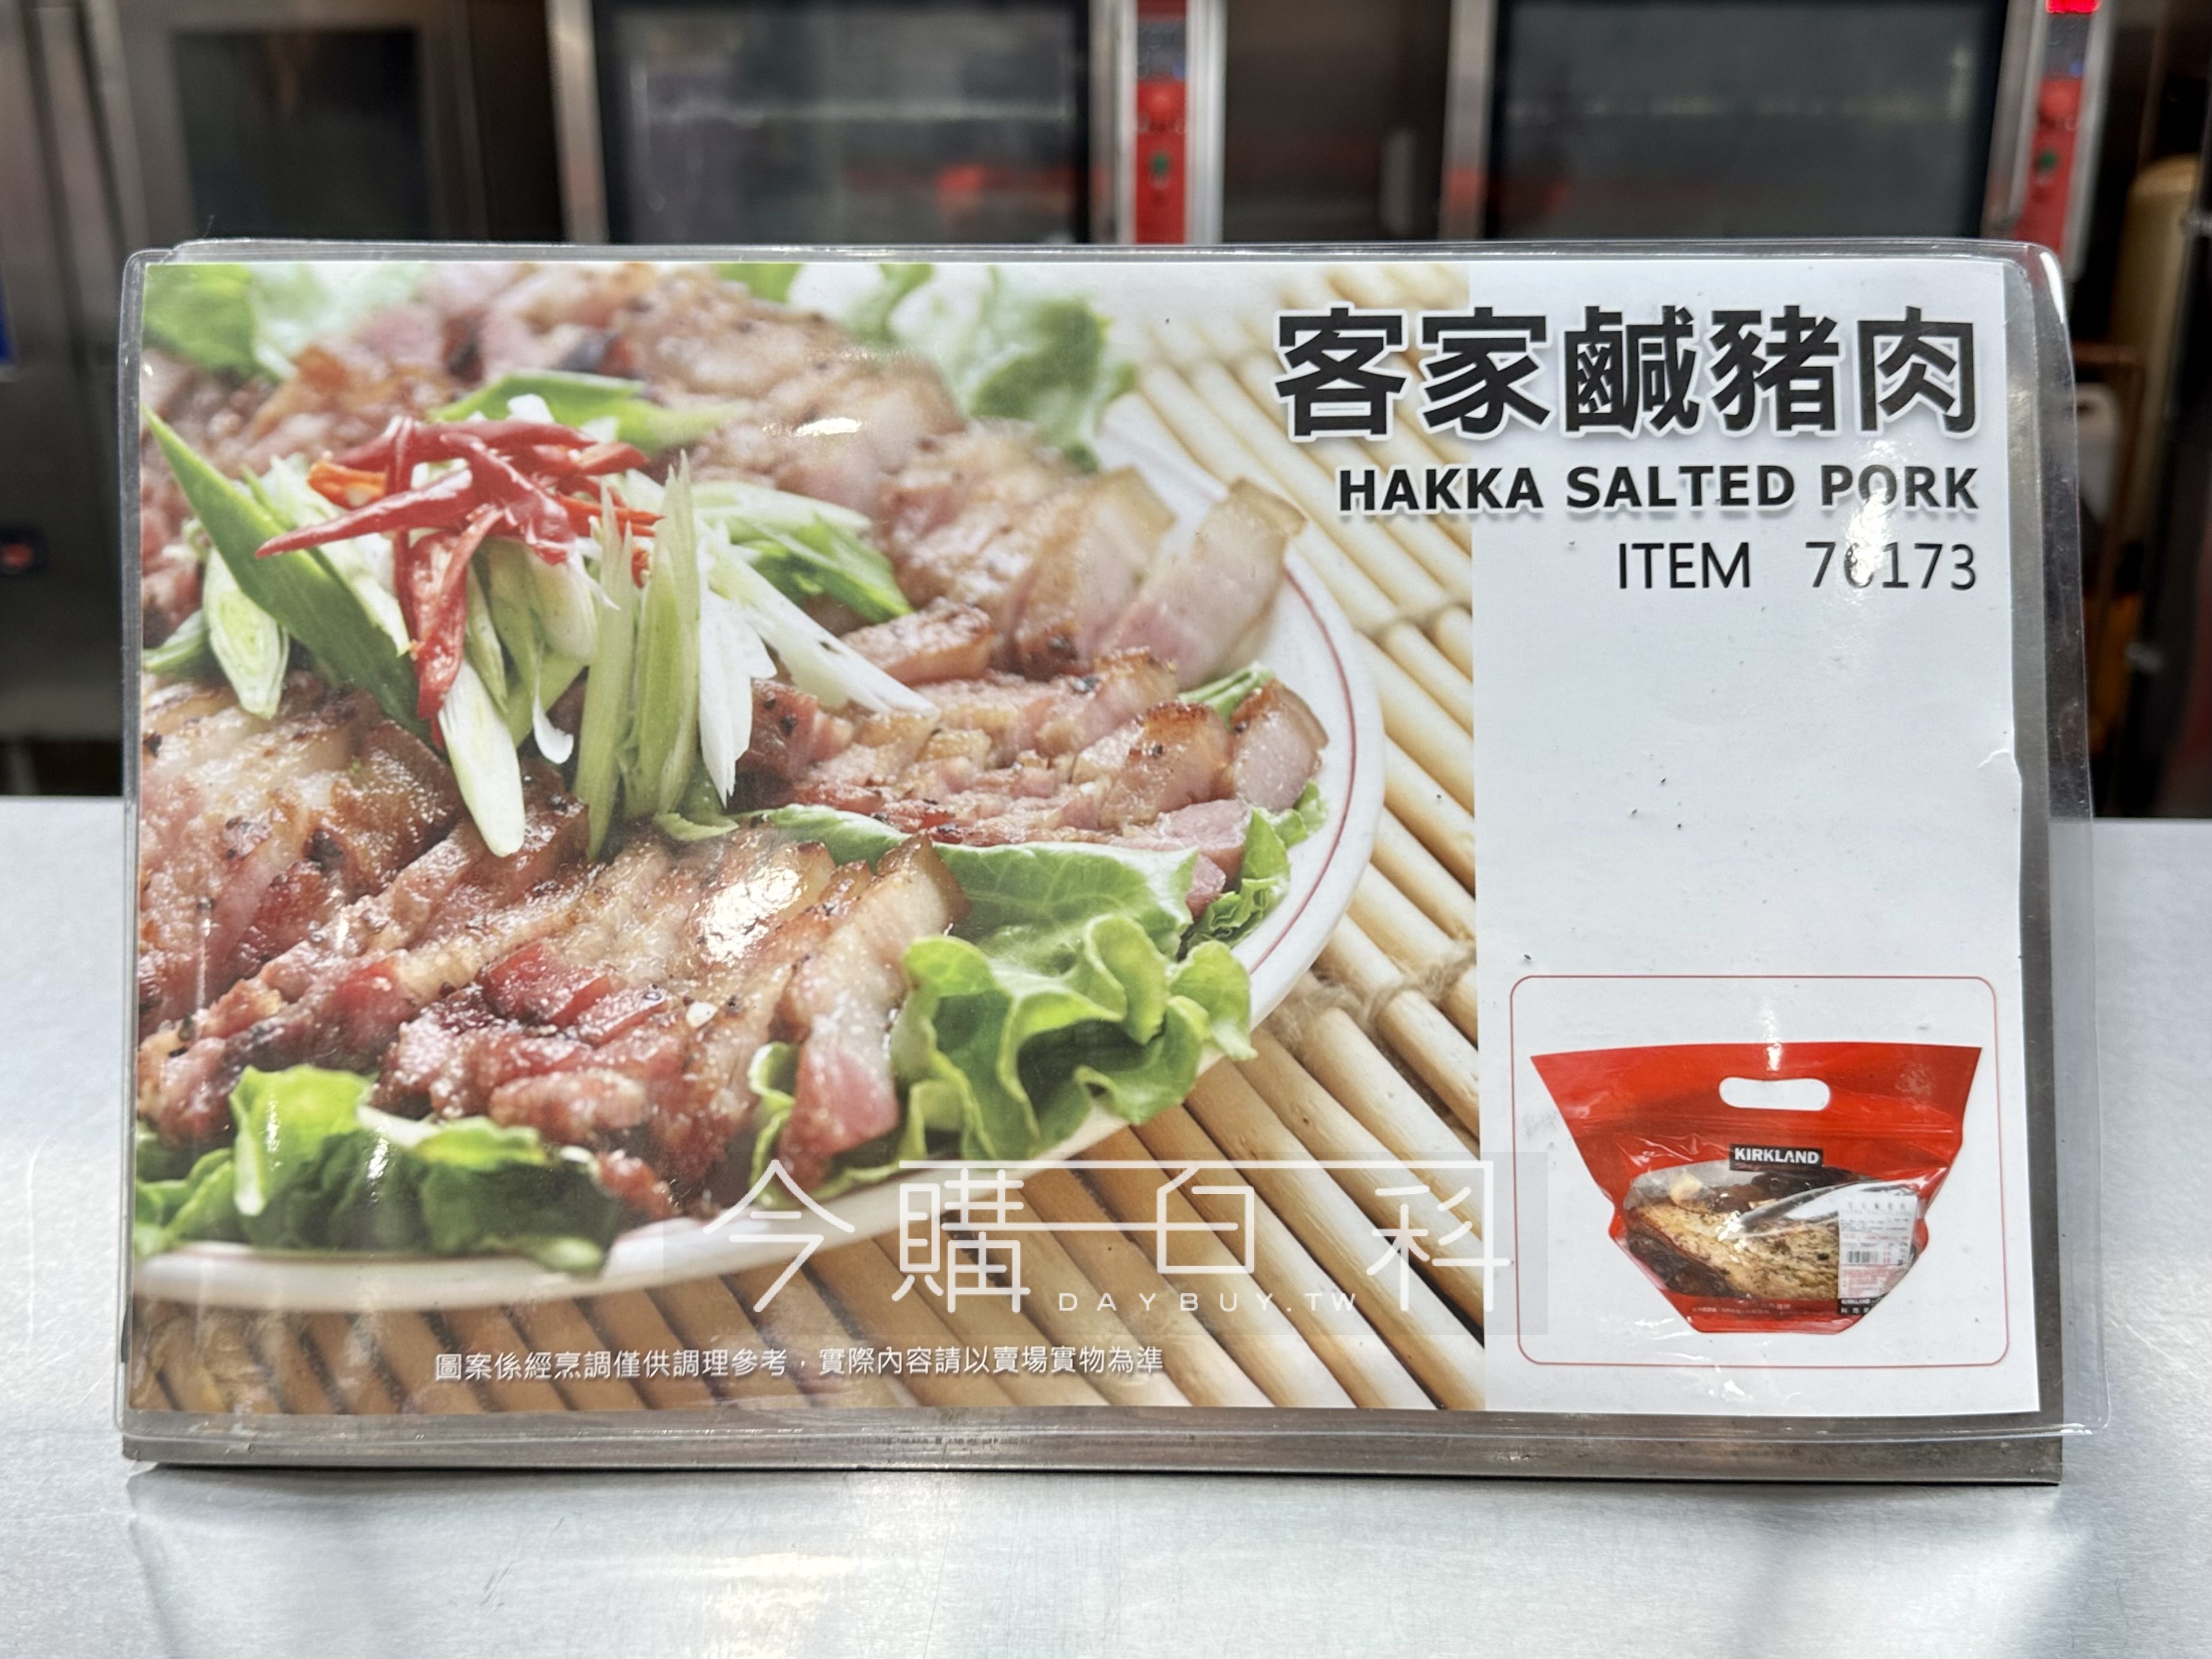 客家鹹豬肉
HAKKA SALTED PORK
ITEM 76173
KIRKLAND
今購百科
DAYBUY.TW
圖案係經烹調僅供調理參考，實際內容請以賣場實物為準